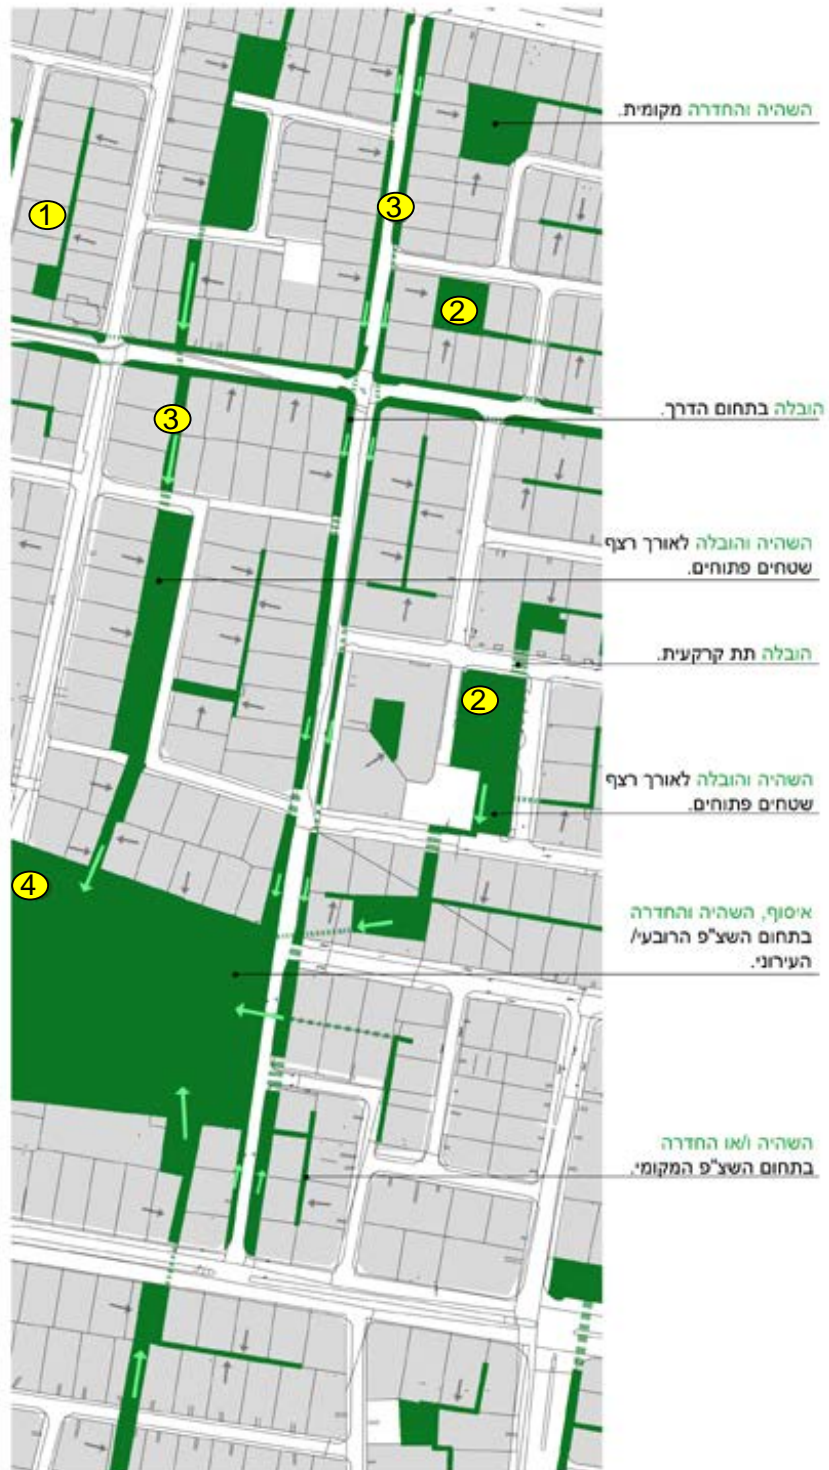 השהיה והחדרה מקומית.
1
3
2
הובלה בתחום הדרך.
3
השהיה והובלה לאורך רצף
שטחים פתוחים.
הובלה תת קרקעית.
2
השהיה והובלה לאורך רצף
שטחים פתוחים.
4
איסוף, השהיה והחדרה
בתחום השצ"פ הרובעי/
העירוני.
השהיה ו/או החדרה
בתחום השצ"פ המקומי.